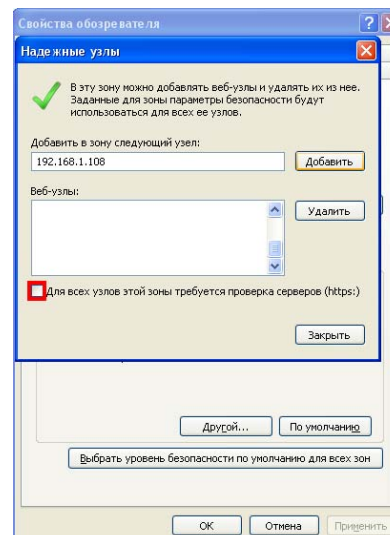 Свойства обозревателя
Надежные узлы
В эту зону можно добавлять веб-узлы и удалять их из нее.
Заданные для зоны параметры безопасности будут
использоваться для всех ее узлов.
Добавить в зону следующий узел:
192.168.1.108
Добавить
Веб-узлы:
Удалить
Для всех узлов этой зоны требуется проверка серверов (https:)
Закрыть
Другой...
По умолчанию
Выбрать уровень безопасности по умолчанию для всех зон
ОК
Отмена
Применить